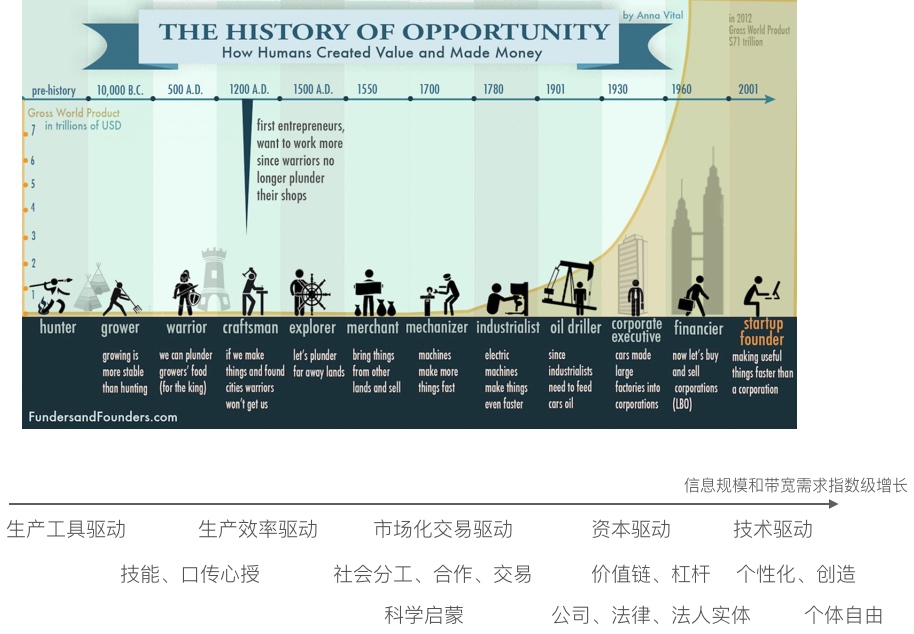 THE HISTORY OF OPPORTUNITY
How Humans Created Value and Made Money
by Anna Vital
in 2012
Gross World Product
$71 trillion
pre-history 10,000 B.C. 500 A.D. 1200 A.D. 1500 A.D. 1550 1700 1780 1901 1930 1960 2001
Gross World Product
in trillions of USD
7
6
5
4
3
2
1
first entrepreneurs,
want to work more
since warriors no
longer plunder
their shops
hunter
grower
growing is
more stable
than hunting
warrior
we can plunder
growers' food
(for the king)
craftsman
if we make
things and found
cities warriors
won't get us
explorer
let's plunder
far away lands
merchant
bring things
from other
lands and sell
mechanizer
machines
make more
things fast
industrialist
electric
machines
make things
even faster
oil driller
since
industrialists
need to feed
cars oil
corporate
executive
cars made
large
factories into
corporations
financier
now let's buy
and sell
corporations
(LBO)
startup
founder
making useful
things faster than
a corporation
FundersandFounders.com
信息规模和带宽需求指数级增长
生产工具驱动 生产效率驱动 市场化交易驱动 资本驱动 技术驱动
技能、口传心授 社会分工、合作、交易 价值链、杠杆 个性化、创造
科学启蒙 公司、法律、法人实体 个体自由